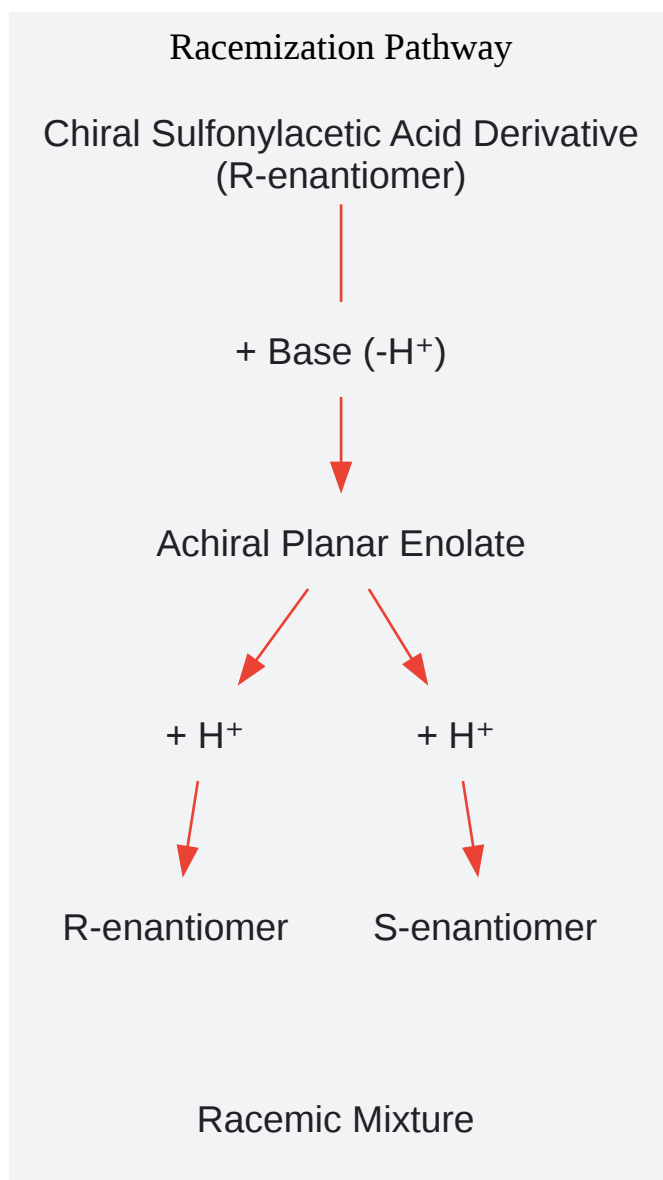 Racemization Pathway
Chiral Sulfonylacetic Acid Derivative
(R-enantiomer)
+ Base (-H⁺)
Achiral Planar Enolate
+ H⁺
+ H⁺
R-enantiomer
S-enantiomer
Racemic Mixture